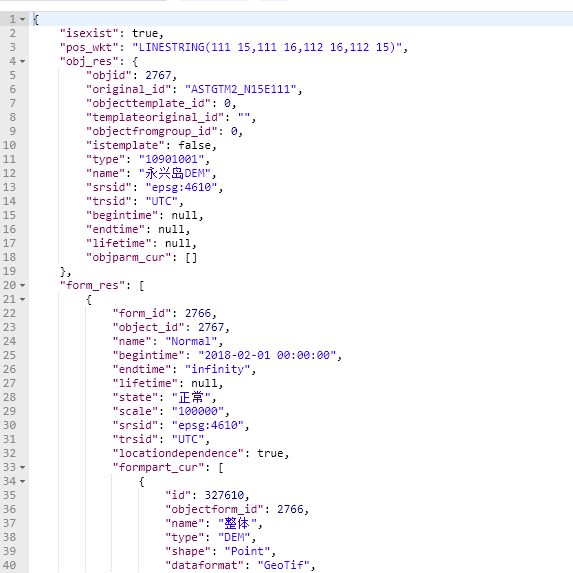 1 {
2 "isexist": true,
3 "pos_wkt": "LINESTRING(111 15,111 16,112 16,112 15)",
4 "obj_res": {
5 "objid": 2767,
6 "original_id": "ASTGTM2_N15E111",
7 "objecttemplate_id": 0,
8 "templateoriginal_id": "",
9 "objectfromgroup_id": 0,
10 "istemplate": false,
11 "type": "10901001",
12 "name": "永兴岛DEM",
13 "srsid": "epsg:4610",
14 "trsid": "UTC",
15 "begintime": null,
16 "endtime": null,
17 "lifetime": null,
18 "objparm_cur": []
19 },
20 "form_res": [
21 {
22 "form_id": 2766,
23 "object_id": 2767,
24 "name": "Normal",
25 "begintime": "2018-02-01 00:00:00",
26 "endtime": "infinity",
27 "lifetime": null,
28 "state": "正常",
29 "scale": "100000",
30 "srsid": "epsg:4610",
31 "trsid": "UTC",
32 "locationdependence": true,
33 "formpart_cur": [
34 {
35 "id": 327610,
36 "objectform_id": 2766,
37 "name": "整体",
38 "type": "DEM",
39 "shape": "Point",
40 "dataformat": "GeoTif",